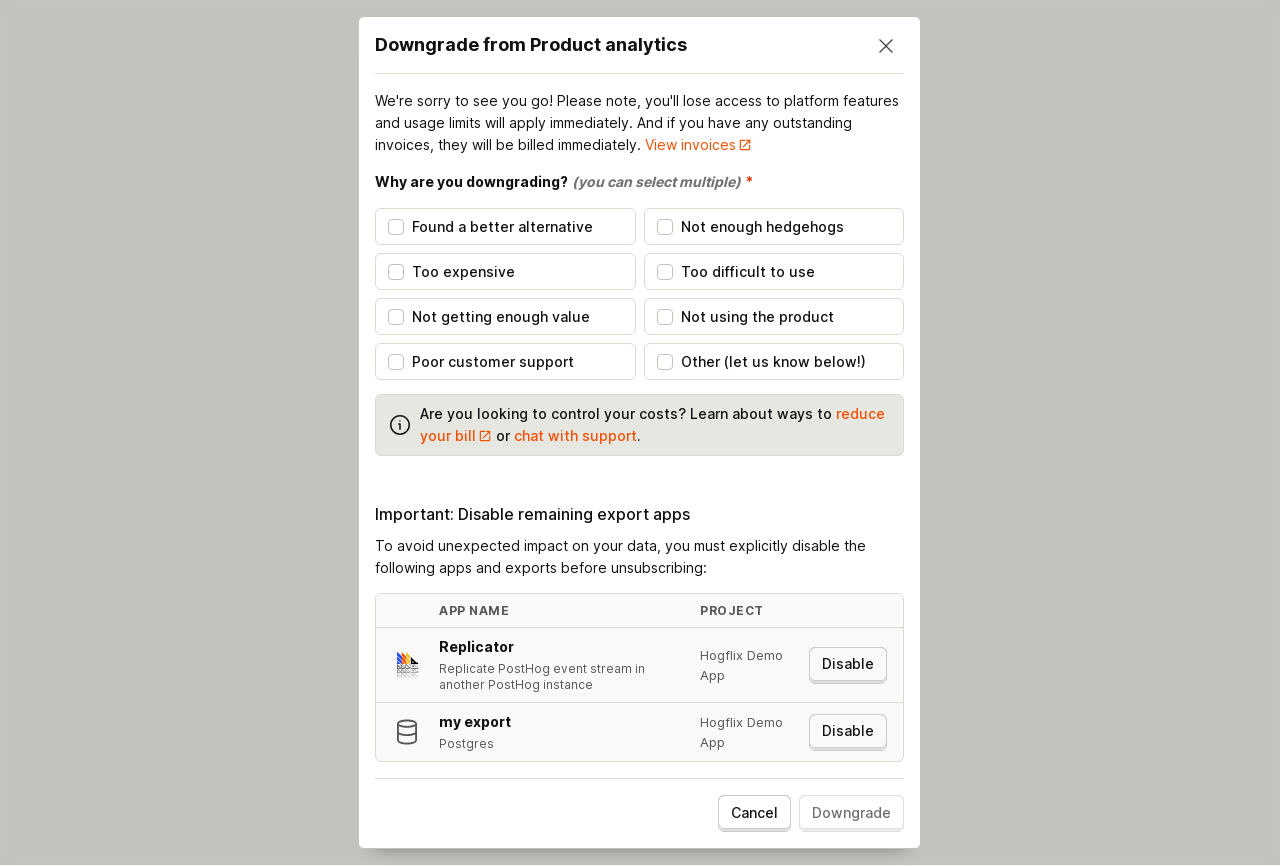 Downgrade from Product analytics
We're sorry to see you go! Please note, you'll lose access to platform features
and usage limits will apply immediately. And if you have any outstanding
invoices, they will be billed immediately. View invoices
Why are you downgrading? (you can select multiple) *
Found a better alternative
Not enough hedgehogs
Too expensive
Too difficult to use
Not getting enough value
Not using the product
Poor customer support
Other (let us know below!)
Are you looking to control your costs? Learn about ways to reduce
your bill or chat with support.
Important: Disable remaining export apps
To avoid unexpected impact on your data, you must explicitly disable the
following apps and exports before unsubscribing:
APP NAME PROJECT
Replicator
Replicate PostHog event stream in
another PostHog instance
Hogflix Demo
App
Disable
my export
Postgres
Hogflix Demo
App
Disable
Cancel
Downgrade